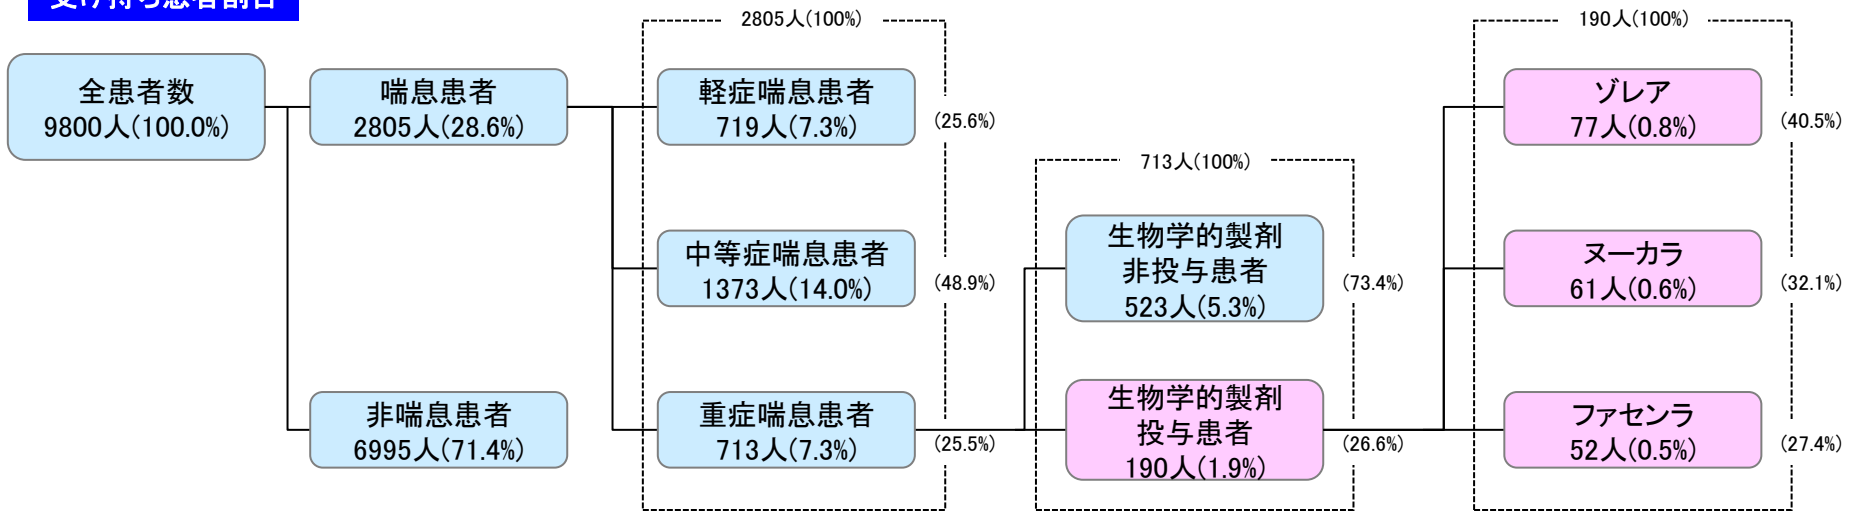 受け持ち患者割合
全患者数
9800人(100.0%)
喘息患者
2805人(28.6%)
非喘息患者
6995人(71.4%)
2805人(100%)
軽症喘息患者
719人(7.3%)
(25.6%)
中等症喘息患者
1373人(14.0%)
(48.9%)
重症喘息患者
713人(7.3%)
(25.5%)
713人(100%)
生物学的製剤
非投与患者
523人(5.3%)
(73.4%)
生物学的製剤
投与患者
190人(1.9%)
(26.6%)
190人(100%)
ゾレア
77人(0.8%)
(40.5%)
ヌーカラ
61人(0.6%)
(32.1%)
ファセンラ
52人(0.5%)
(27.4%)